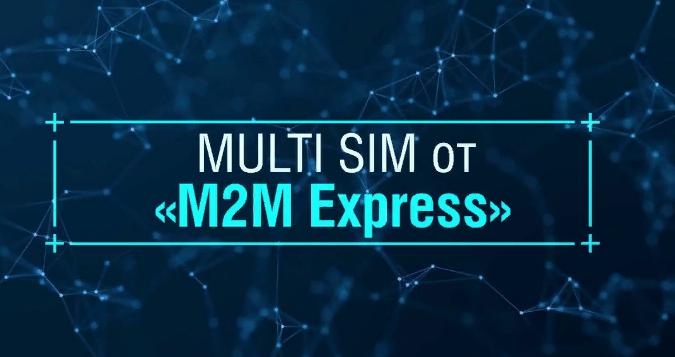 MULTI SIM от
«M2M Express»